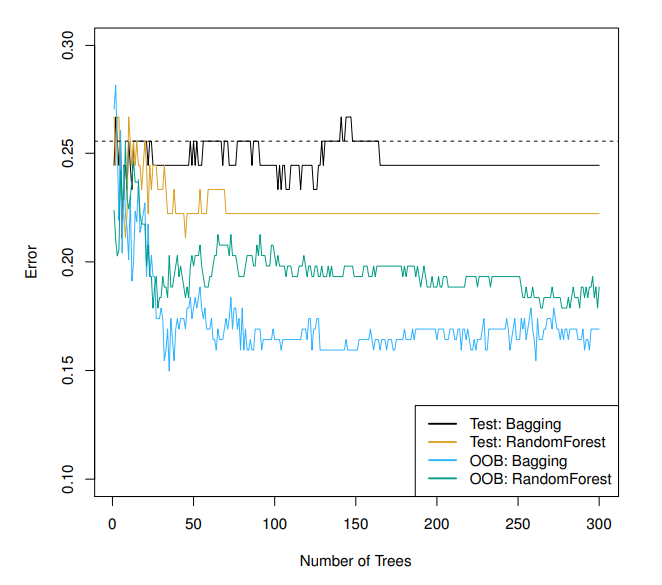 Error
0.30
0.25
0.20
0.15
0.10
Test: Bagging
Test: RandomForest
OOB: Bagging
OOB: RandomForest
0 50 100 150 200 250 300
Number of Trees